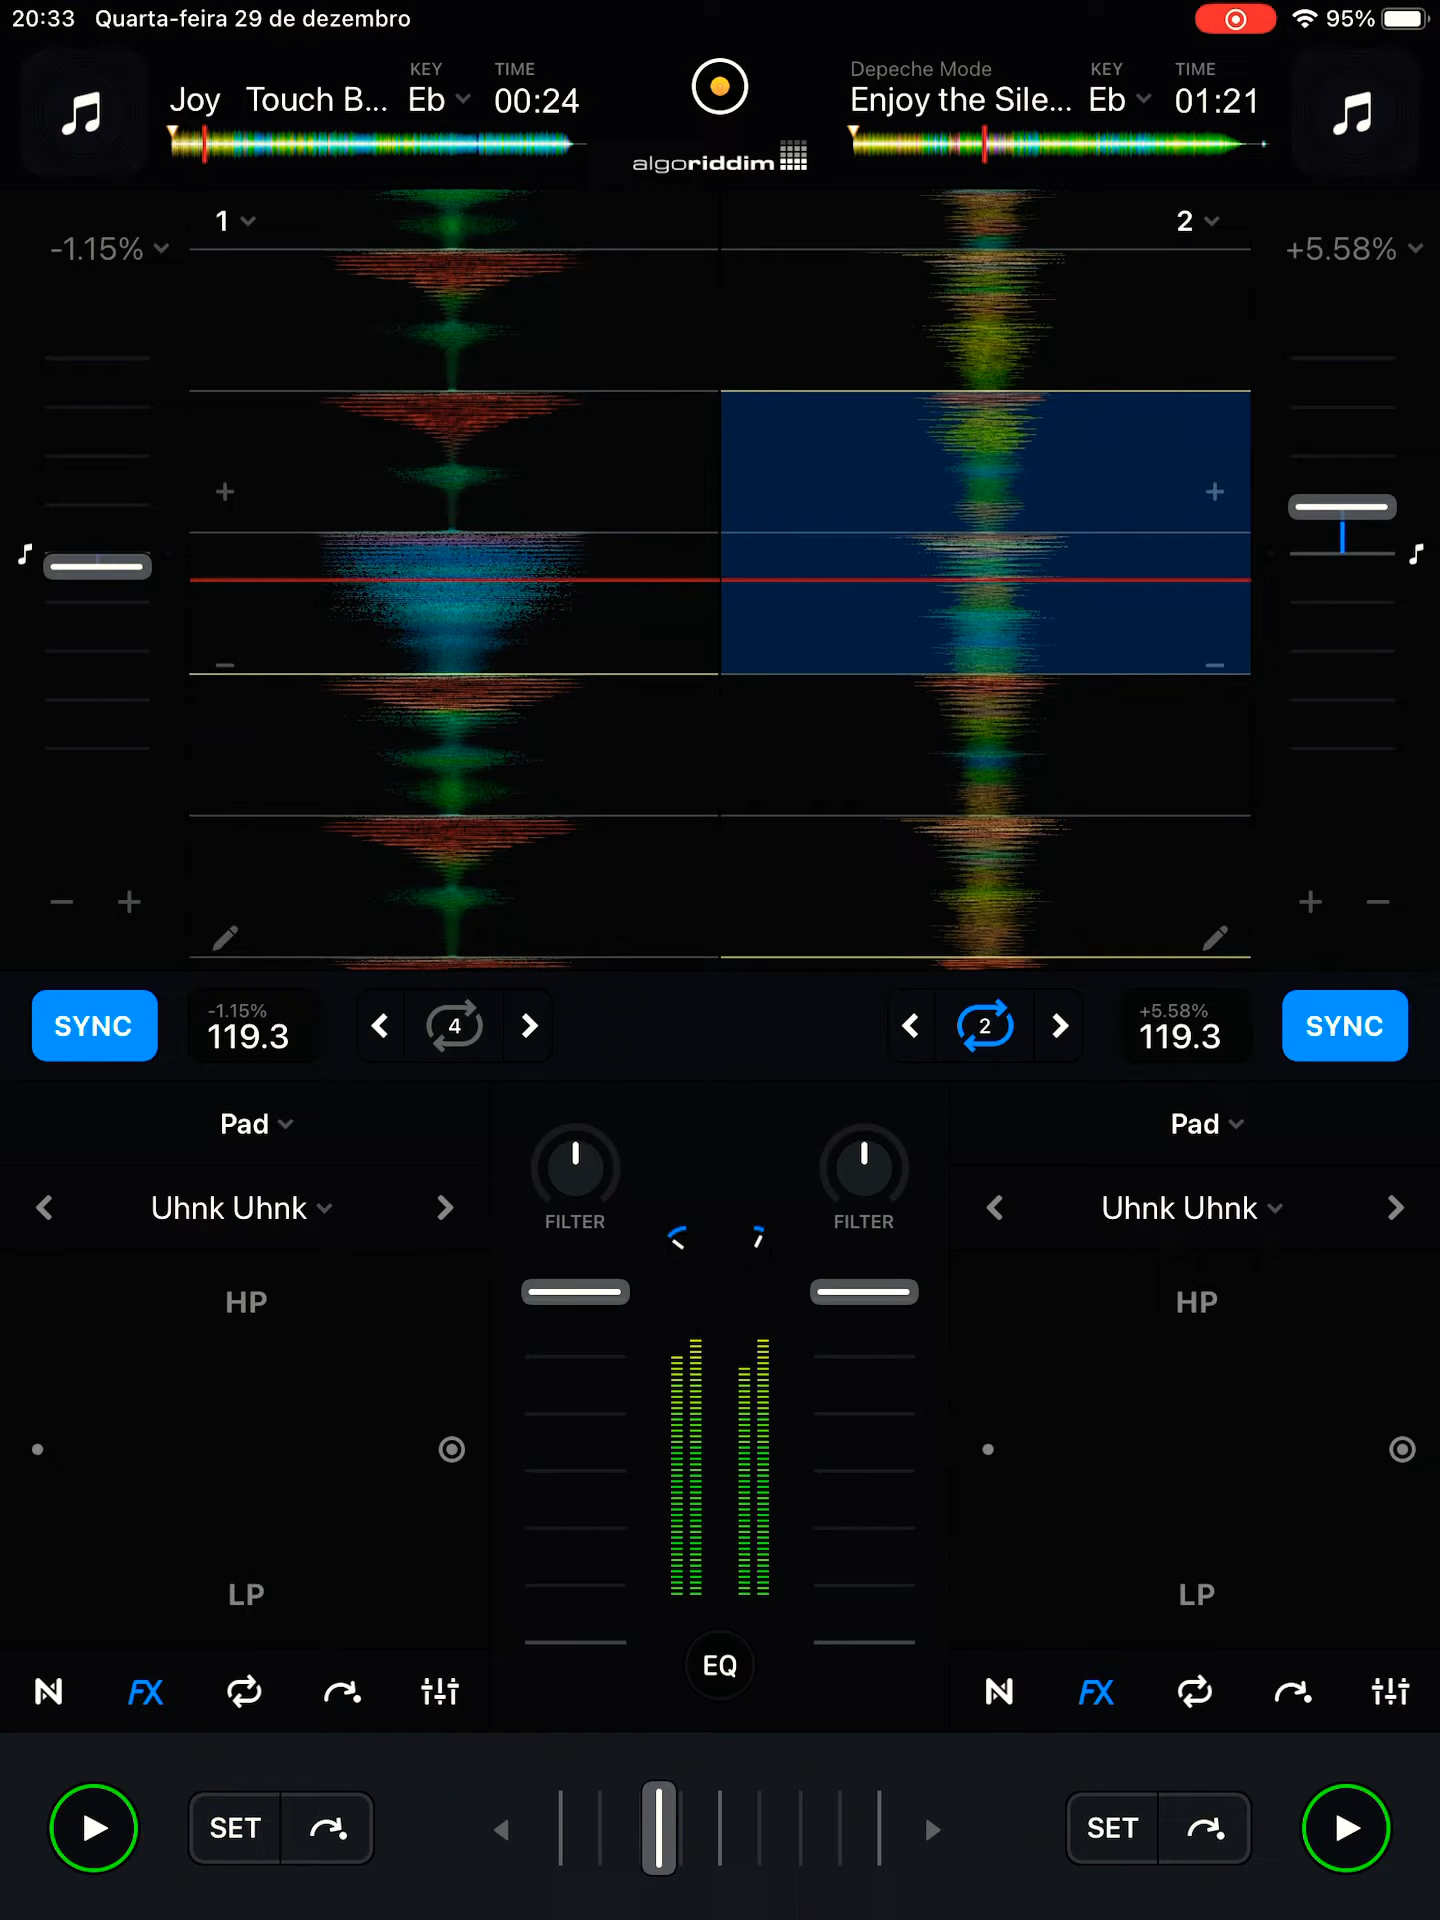 20:33 Quarta-feira 29 de dezembro 95%
KEY TIME Depeche Mode KEY TIME
Joy Touch B... Eb 00:24 Enjoy the Sile... Eb 01:21
algoriddim
1 2
-1.15% +5.58%
SYNC -1.15% 119.3 4 2 +5.58% 119.3 SYNC
Pad Pad
Uhnk Uhnk FILTER FILTER Uhnk Uhnk
HP HP
LP LP
EQ
FX FX
SET SET